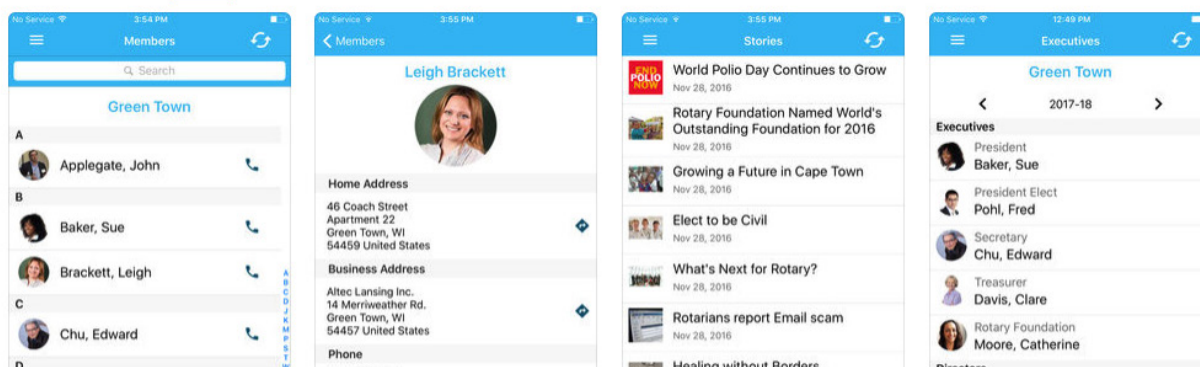 No Service 3:54 PM
Members
Search
Green Town
A
Applegate, John
B
Baker, Sue
Brackett, Leigh
C
Chu, Edward
D
A
B
C
D
J
K
M
P
S
T
W
No Service 3:55 PM
Members
Leigh Brackett
Home Address
46 Coach Street
Apartment 22
Green Town, WI
54459 United States
Business Address
Altec Lansing Inc.
14 Merriweather Rd.
Green Town, WI
54457 United States
Phone
No Service 3:55 PM
Stories
END
POLIO
NOW
World Polio Day Continues to Grow
Nov 28, 2016
Rotary Foundation Named World's
Outstanding Foundation for 2016
Nov 28, 2016
Growing a Future in Cape Town
Nov 28, 2016
Elect to be Civil
Nov 28, 2016
What's Next for Rotary?
Nov 28, 2016
Rotarians report Email scam
Nov 28, 2016
Healing without Borders
No Service 12:49 PM
Executives
Green Town
2017-18
Executives
President
Baker, Sue
President Elect
Pohl, Fred
Secretary
Chu, Edward
Treasurer
Davis, Clare
Rotary Foundation
Moore, Catherine
Directors